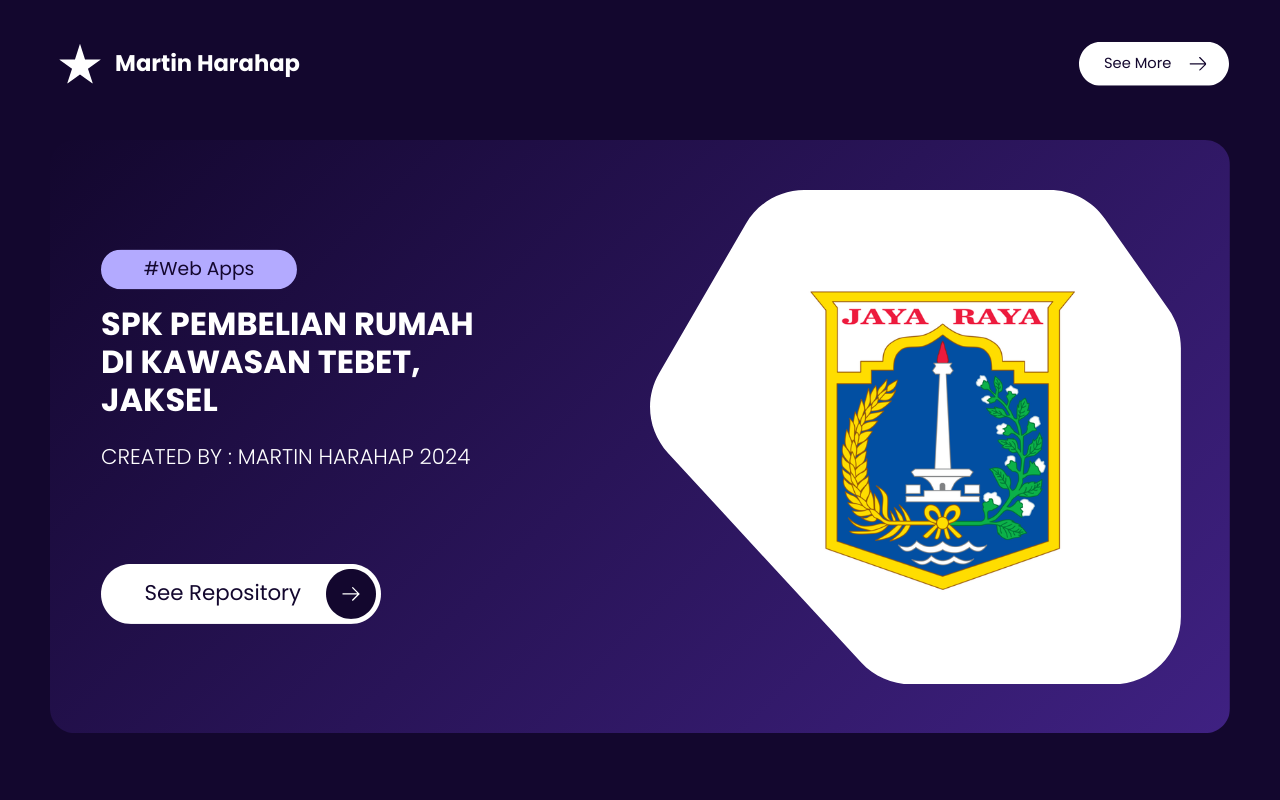 Martin Harahap
See More
#Web Apps
SPK PEMBELIAN RUMAH
DI KAWASAN TEBET,
JAKSEL
CREATED BY : MARTIN HARAHAP 2024
See Repository
JAYA RAYA